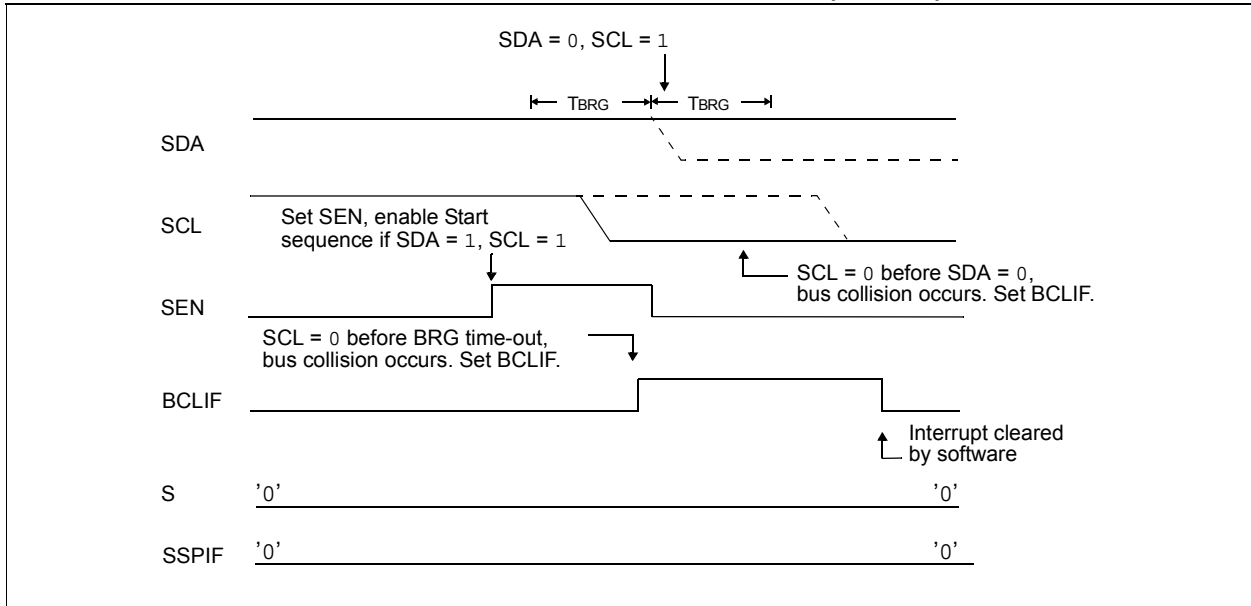 SDA = 0, SCL = 1
TBRG TBRG
SDA
SCL
Set SEN, enable Start
sequence if SDA = 1, SCL = 1
SCL = 0 before SDA = 0,
bus collision occurs. Set BCLIF.
SEN
SCL = 0 before BRG time-out,
bus collision occurs. Set BCLIF.
BCLIF
Interrupt cleared
by software
S '0' '0'
SSPIF '0' '0'